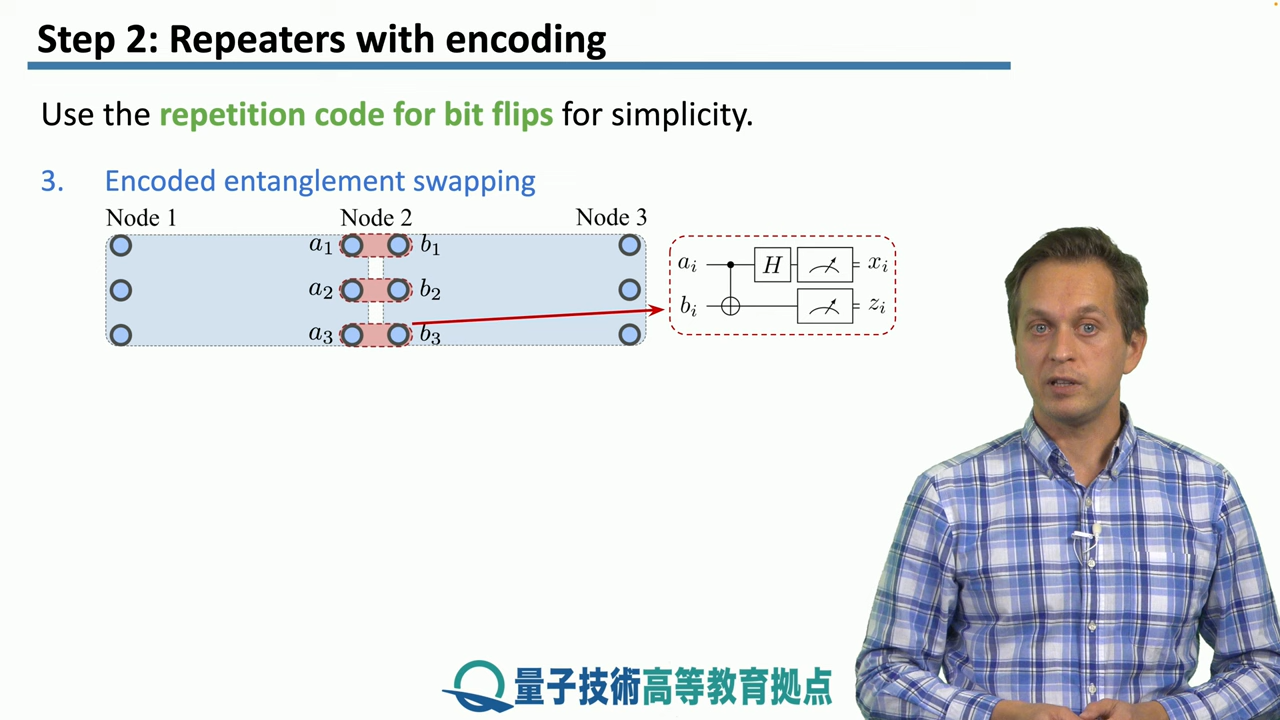 Step 2: Repeaters with encoding
Use the repetition code for bit flips for simplicity.
3. Encoded entanglement swapping
Node 1 Node 2 Node 3
a₁ b₁
a₂ b₂
a₃ b₃
aᵢ H xᵢ
bᵢ zᵢ
量子技術高等教育拠点